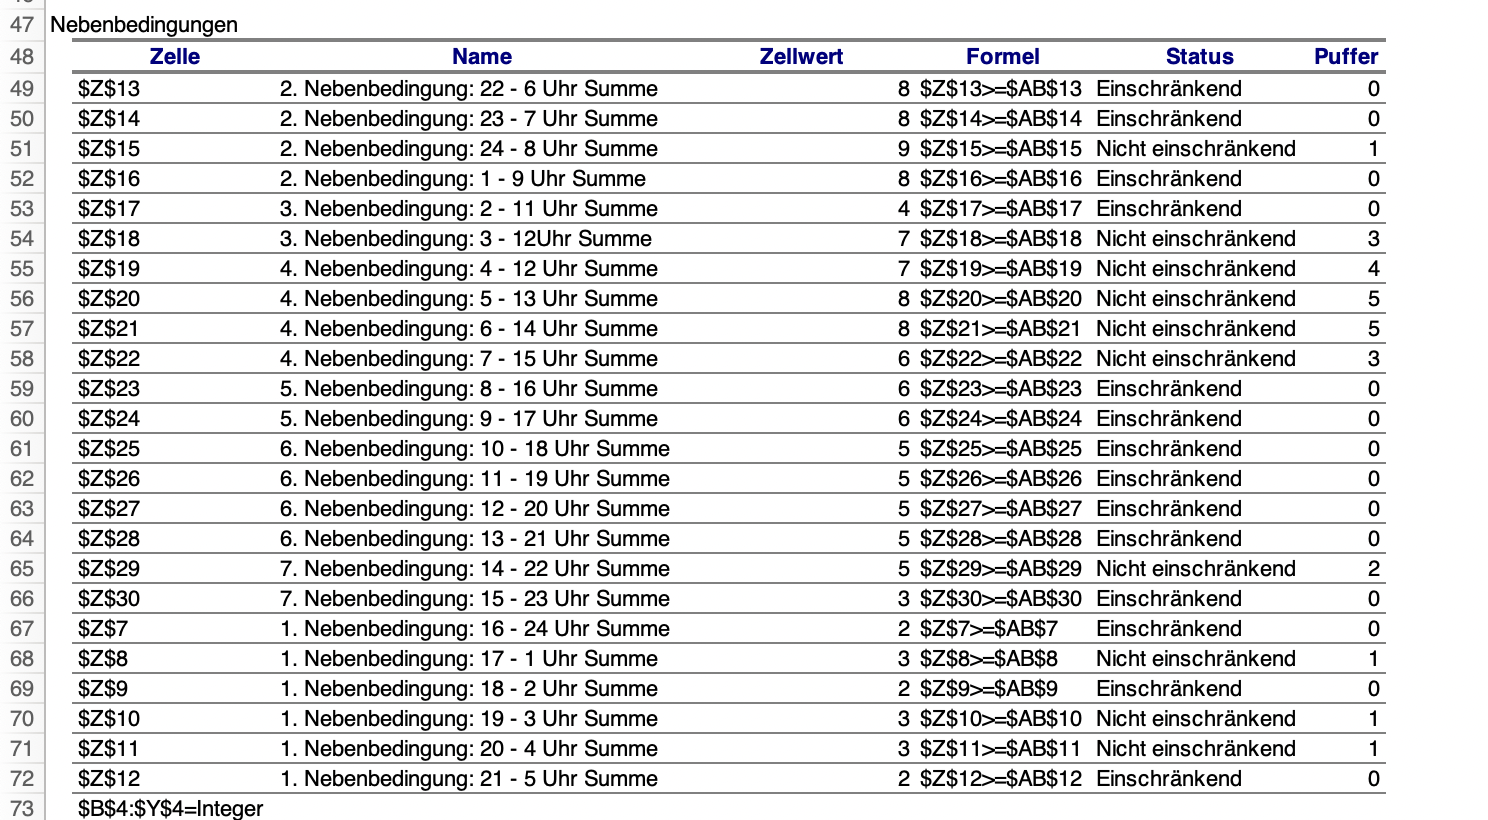 47 Nebenbedingungen
48 Zelle Name Zellwert Formel Status Puffer
49 $Z$13 2. Nebenbedingung: 22 - 6 Uhr Summe 8 $Z$13>=$AB$13 Einschränkend 0
50 $Z$14 2. Nebenbedingung: 23 - 7 Uhr Summe 8 $Z$14>=$AB$14 Einschränkend 0
51 $Z$15 2. Nebenbedingung: 24 - 8 Uhr Summe 9 $Z$15>=$AB$15 Nicht einschränkend 1
52 $Z$16 2. Nebenbedingung: 1 - 9 Uhr Summe 8 $Z$16>=$AB$16 Einschränkend 0
53 $Z$17 3. Nebenbedingung: 2 - 11 Uhr Summe 4 $Z$17>=$AB$17 Einschränkend 0
54 $Z$18 3. Nebenbedingung: 3 - 12Uhr Summe 7 $Z$18>=$AB$18 Nicht einschränkend 3
55 $Z$19 4. Nebenbedingung: 4 - 12 Uhr Summe 7 $Z$19>=$AB$19 Nicht einschränkend 4
56 $Z$20 4. Nebenbedingung: 5 - 13 Uhr Summe 8 $Z$20>=$AB$20 Nicht einschränkend 5
57 $Z$21 4. Nebenbedingung: 6 - 14 Uhr Summe 8 $Z$21>=$AB$21 Nicht einschränkend 5
58 $Z$22 4. Nebenbedingung: 7 - 15 Uhr Summe 6 $Z$22>=$AB$22 Nicht einschränkend 3
59 $Z$23 5. Nebenbedingung: 8 - 16 Uhr Summe 6 $Z$23>=$AB$23 Einschränkend 0
60 $Z$24 5. Nebenbedingung: 9 - 17 Uhr Summe 6 $Z$24>=$AB$24 Einschränkend 0
61 $Z$25 6. Nebenbedingung: 10 - 18 Uhr Summe 5 $Z$25>=$AB$25 Einschränkend 0
62 $Z$26 6. Nebenbedingung: 11 - 19 Uhr Summe 5 $Z$26>=$AB$26 Einschränkend 0
63 $Z$27 6. Nebenbedingung: 12 - 20 Uhr Summe 5 $Z$27>=$AB$27 Einschränkend 0
64 $Z$28 6. Nebenbedingung: 13 - 21 Uhr Summe 5 $Z$28>=$AB$28 Einschränkend 0
65 $Z$29 7. Nebenbedingung: 14 - 22 Uhr Summe 5 $Z$29>=$AB$29 Nicht einschränkend 2
66 $Z$30 7. Nebenbedingung: 15 - 23 Uhr Summe 3 $Z$30>=$AB$30 Einschränkend 0
67 $Z$7 1. Nebenbedingung: 16 - 24 Uhr Summe 2 $Z$7>=$AB$7 Einschränkend 0
68 $Z$8 1. Nebenbedingung: 17 - 1 Uhr Summe 3 $Z$8>=$AB$8 Nicht einschränkend 1
69 $Z$9 1. Nebenbedingung: 18 - 2 Uhr Summe 2 $Z$9>=$AB$9 Einschränkend 0
70 $Z$10 1. Nebenbedingung: 19 - 3 Uhr Summe 3 $Z$10>=$AB$10 Nicht einschränkend 1
71 $Z$11 1. Nebenbedingung: 20 - 4 Uhr Summe 3 $Z$11>=$AB$11 Nicht einschränkend 1
72 $Z$12 1. Nebenbedingung: 21 - 5 Uhr Summe 2 $Z$12>=$AB$12 Einschränkend 0
73 $B$4:$Y$4=Integer